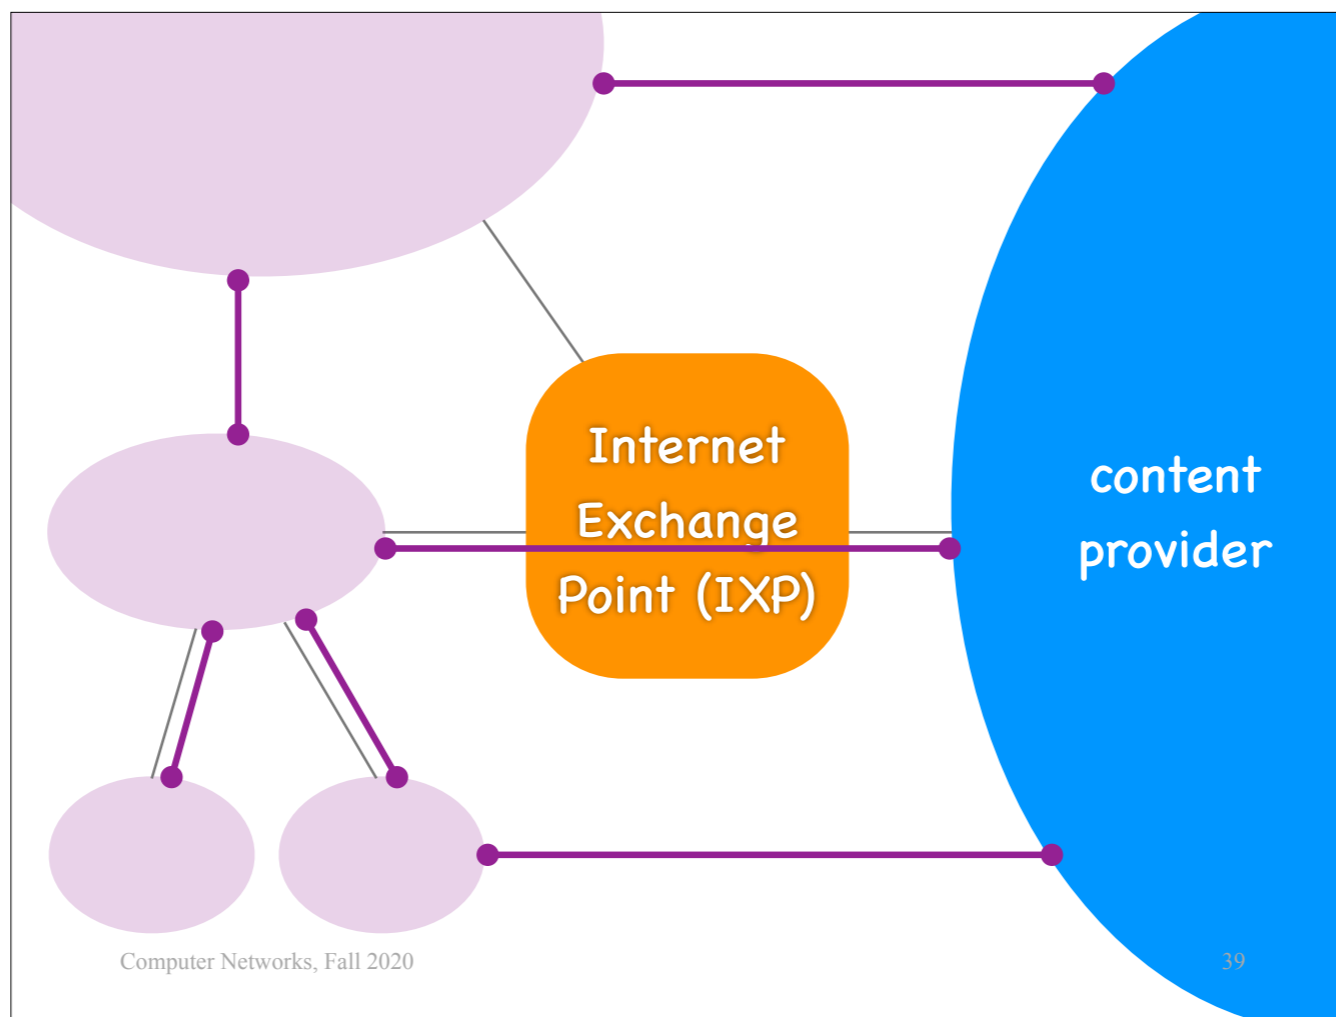 Internet
Exchange
Point (IXP)
content
provider
Computer Networks, Fall 2020
39